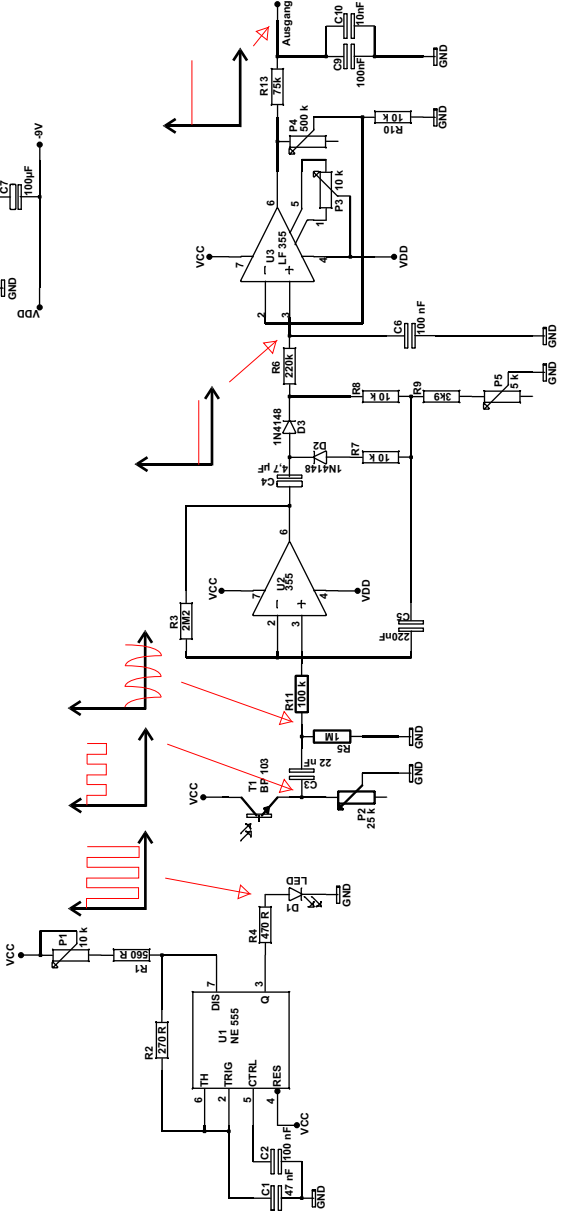 C7
100µF
GND
VDD
-9V
Ausgang
C10
10nF
C9
100nF
GND
R13
75k
P4
500 k
R10
10 k
GND
6
5
1
P3
10 k
U3
LF 355
VCC
7
4
VDD
2
3
C6
100 nF
GND
R6
220k
1N4148
D3
D2
1N4148
R8
10 k
R9
3k9
P5
5 k
GND
R7
10 k
C4
4,7 µF
6
U2
355
VCC
7
4
VDD
2
3
R3
2M2
C5
220nF
R11
100 k
R5
1M
GND
C3
22 nF
VCC
T1
BP 103
P2
25 k
GND
VCC
P1
10 k
R1
560 R
R2
270 R
R4
470 R
D1
LED
GND
7
DIS
3
Q
U1
NE 555
TH
TRIG
CTRL
RES
6
2
5
4
VCC
C2
100 nF
C1
47 nF
GND